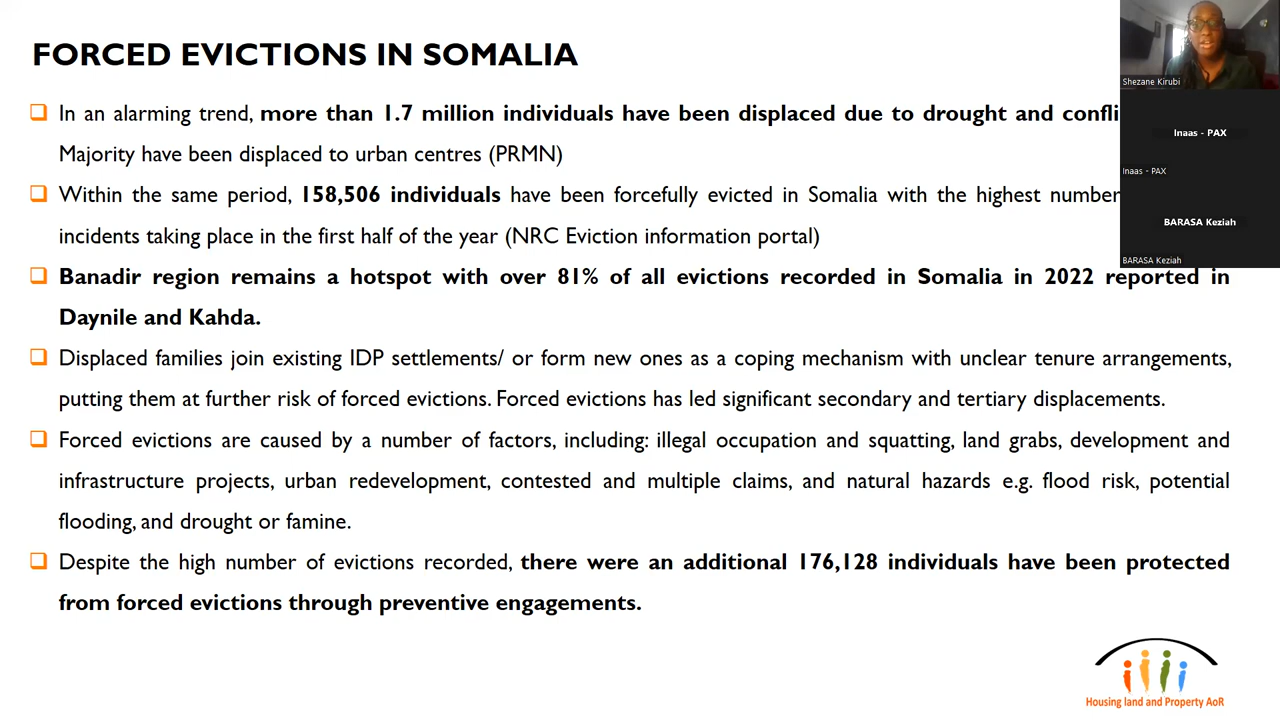 FORCED EVICTIONS IN SOMALIA
In an alarming trend, more than 1.7 million individuals have been displaced due to drought and confli
Majority have been displaced to urban centres (PRMN)
Within the same period, 158,506 individuals have been forcefully evicted in Somalia with the highest number
incidents taking place in the first half of the year (NRC Eviction information portal)
Banadir region remains a hotspot with over 81% of all evictions recorded in Somalia in 2022 reported in
Daynile and Kahda.
Displaced families join existing IDP settlements/ or form new ones as a coping mechanism with unclear tenure arrangements,
putting them at further risk of forced evictions. Forced evictions has led significant secondary and tertiary displacements.
Forced evictions are caused by a number of factors, including: illegal occupation and squatting, land grabs, development and
infrastructure projects, urban redevelopment, contested and multiple claims, and natural hazards e.g. flood risk, potential
flooding, and drought or famine.
Despite the high number of evictions recorded, there were an additional 176,128 individuals have been protected
from forced evictions through preventive engagements.
Housing land and Property AoR
Shezane Kirubi
Inaas - PAX
Inaas - PAX
BARASA Keziah
BARASA Keziah